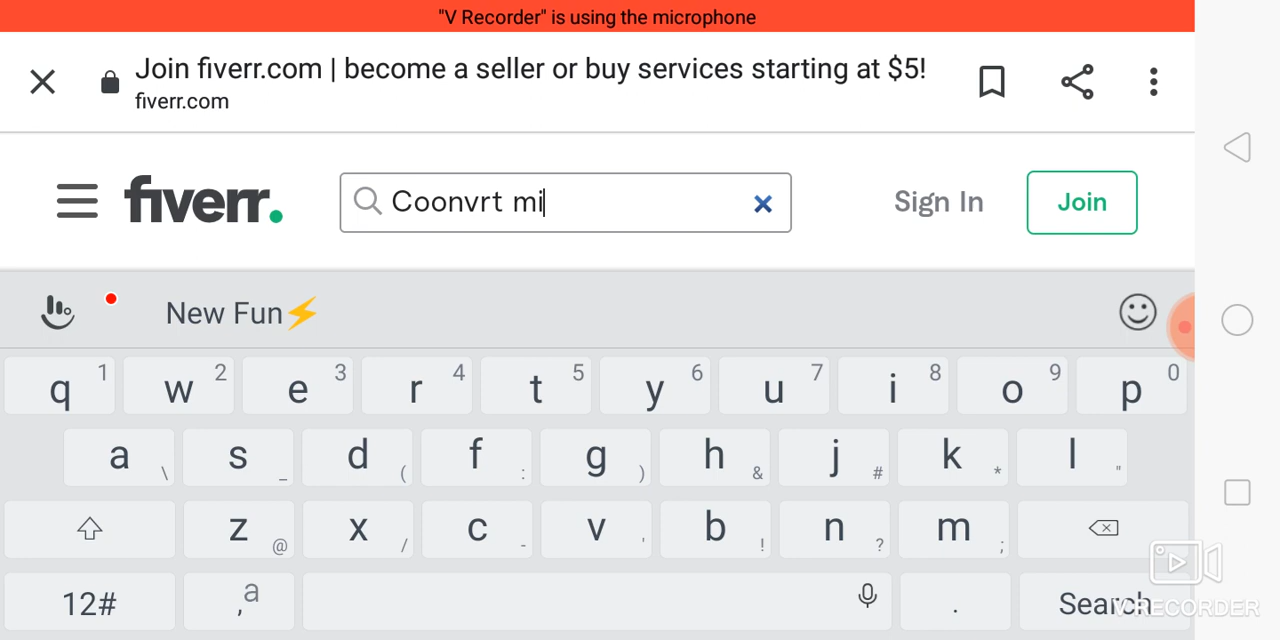 "V Recorder" is using the microphone
Join fiverr.com | become a seller or buy services starting at $5!
fiverr.com
fiverr.
Coonvrt mi
Sign In
Join
New Fun⚡
q 1 w 2 e 3 r 4 t 5 y 6 u 7 i 8 o 9 p 0
a \ s _ d ( f : g ) h & j # k * l "
z @ x / c - v ' b ! n ? m ;
12# , a . Search
V RECORDER